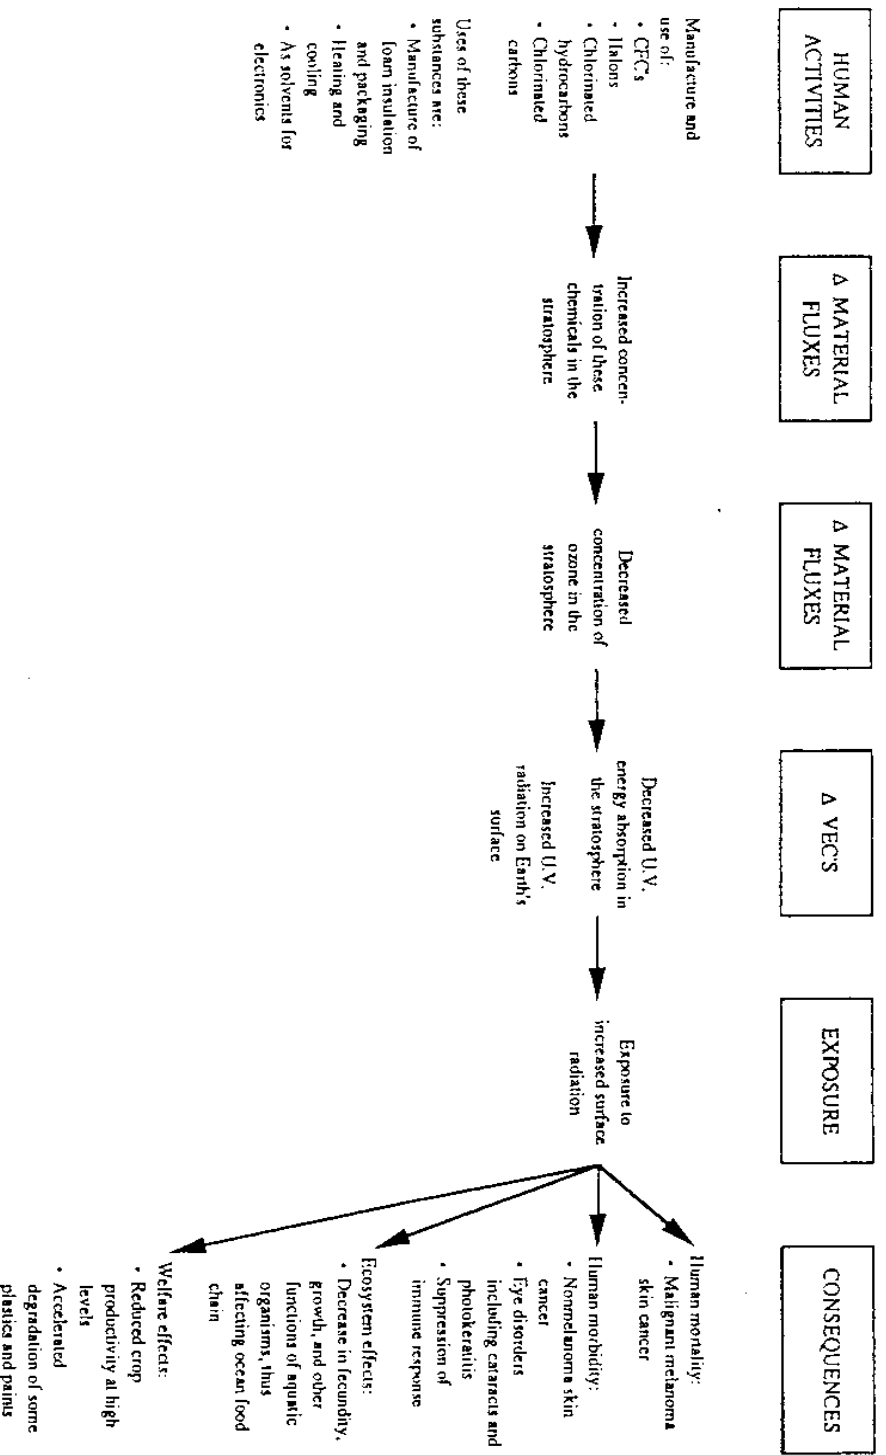 HUMAN
ACTIVITIES
Δ MATERIAL
FLUXES
Δ MATERIAL
FLUXES
Δ VEC'S
EXPOSURE
CONSEQUENCES
Manufacture and
use of:
• CFC's
• Halons
• Chlorinated
hydrocarbons
• Chlorinated
carbons
Uses of these
substances are:
• Manufacture of
foam insulation
and packaging
• Heating and
cooling
• As solvents for
electronics
Increased concen-
tration of these
chemicals in the
stratosphere
Decreased
concentration of
ozone in the
stratosphere
Decreased U.V.
energy absorption in
the stratosphere
Increased U.V.
radiation on Earth's
surface
Exposure to
increased surface
radiation
Human mortality:
• Malignant melanoma
skin cancer
Human morbidity:
• Nonmelanoma skin
cancer
• Eye disorders
including cataracts and
photokeratitis
• Suppression of
immune response
Ecosystem effects:
• Decrease in fecundity,
growth, and other
functions of aquatic
organisms, thus
affecting ocean food
chain
Welfare effects:
• Reduced crop
productivity at high
levels
• Accelerated
degradation of some
plastics and paints